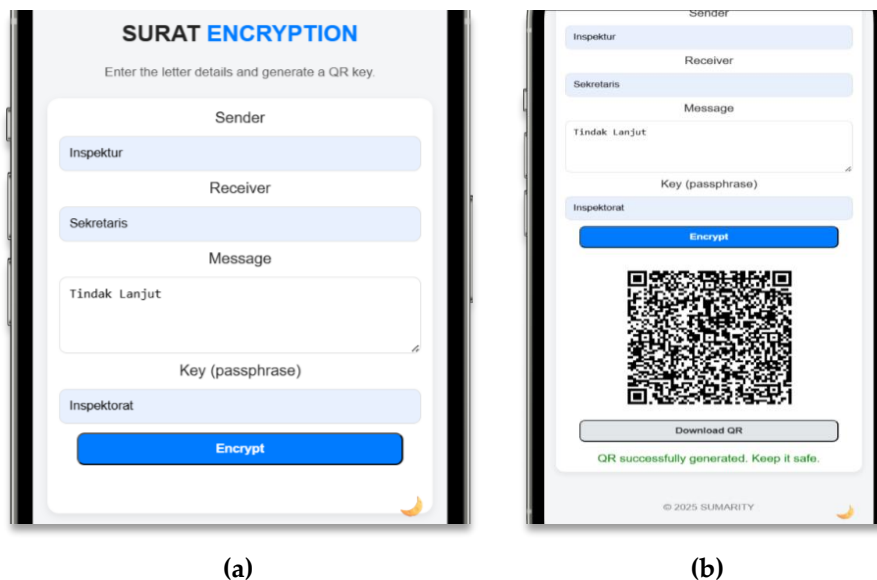 SURAT ENCRYPTION
Enter the letter details and generate a QR key.
Sender
Inspektur
Receiver
Sekretaris
Message
Tindak Lanjut
Key (passphrase)
Inspektorat
Encrypt
(a)
Sender
Inspektur
Receiver
Sekretaris
Message
Tindak Lanjut
Key (passphrase)
Inspektorat
Encrypt
Download QR
QR successfully generated. Keep it safe.
© 2025 SUMARITY
(b)